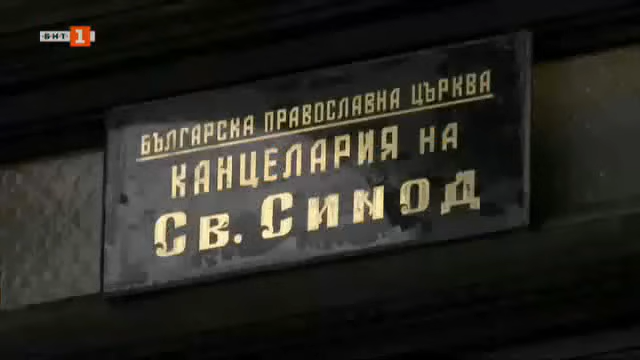 БНТ 1
БЪЛГАРСКА ПРАВОСЛАВНА ЦЪРКВА
КАНЦЕЛАРИЯ НА
СВ. СИНОД